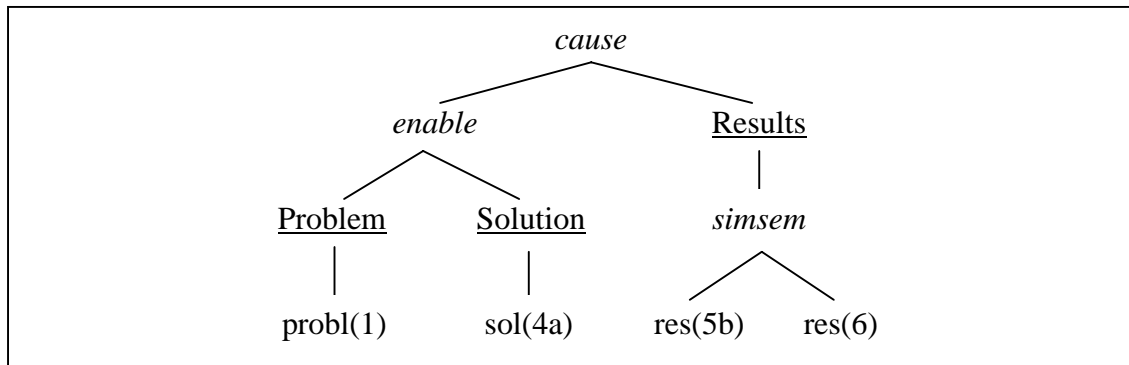 cause
enable Results
Problem Solution simsem
probl(1) sol(4a) res(5b) res(6)